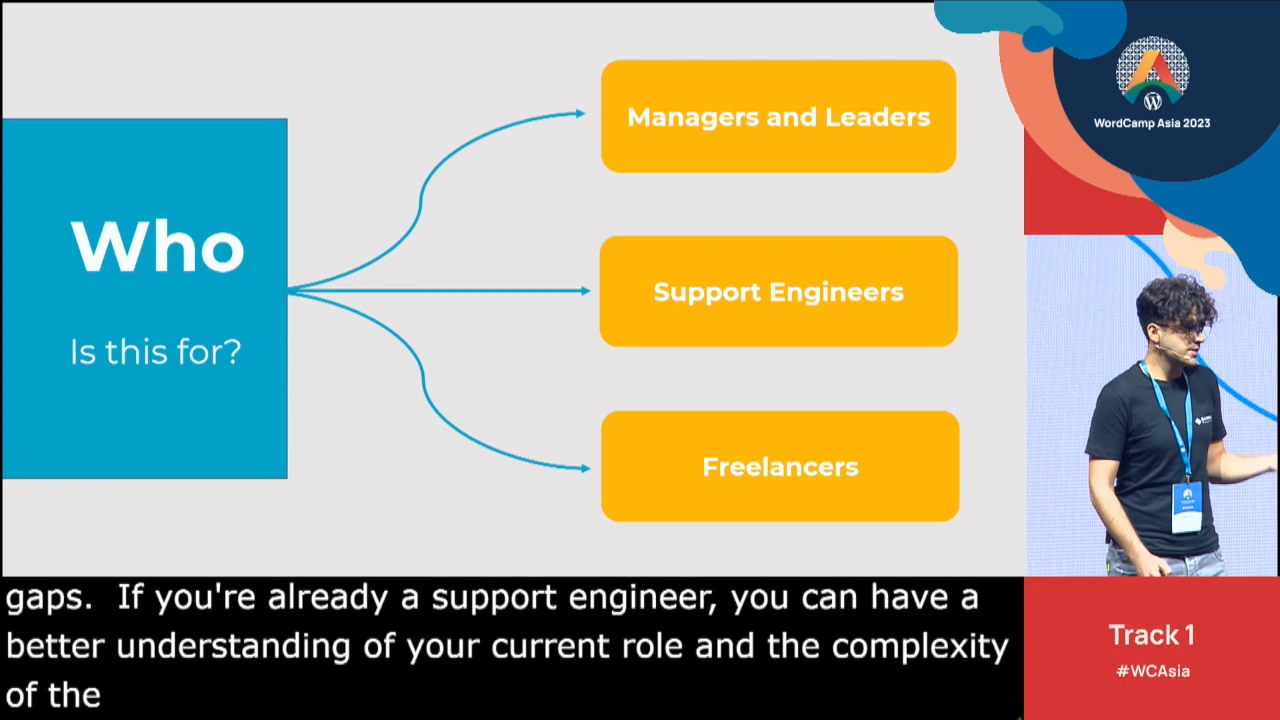 Who
Is this for?
Managers and Leaders
Support Engineers
Freelancers
WordCamp Asia 2023
gaps.  If you're already a support engineer, you can have a
better understanding of your current role and the complexity
of the
Track 1
#WCAsia